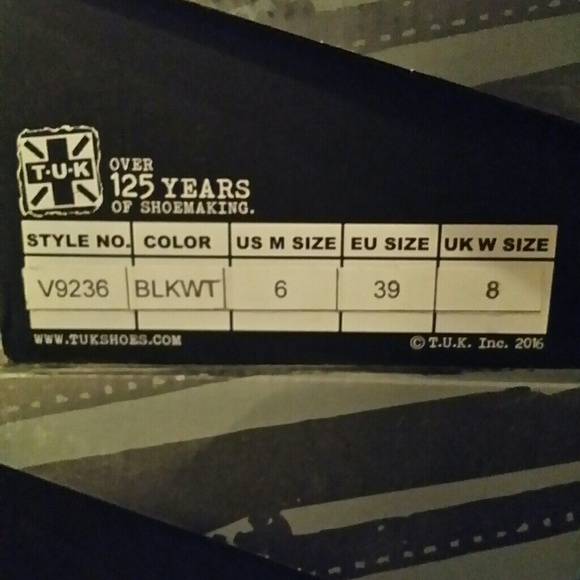 T·U·K
OVER
125 YEARS
OF SHOEMAKING.
STYLE NO. COLOR US M SIZE EU SIZE UK W SIZE
V9236 BLKWT 6 39 8
WWW.TUKSHOES.COM © T.U.K. Inc. 2016